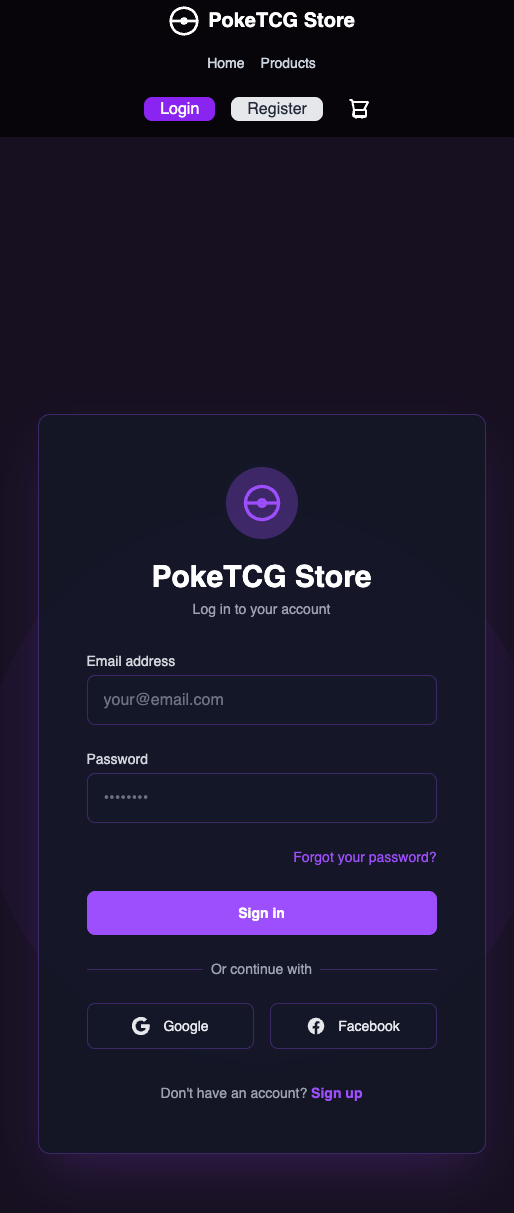 PokeTCG Store
Home Products
Login Register
PokeTCG Store
Log in to your account
Email address
your@email.com
Password
••••••••
Forgot your password?
Sign in
Or continue with
Google Facebook
Don't have an account? Sign up